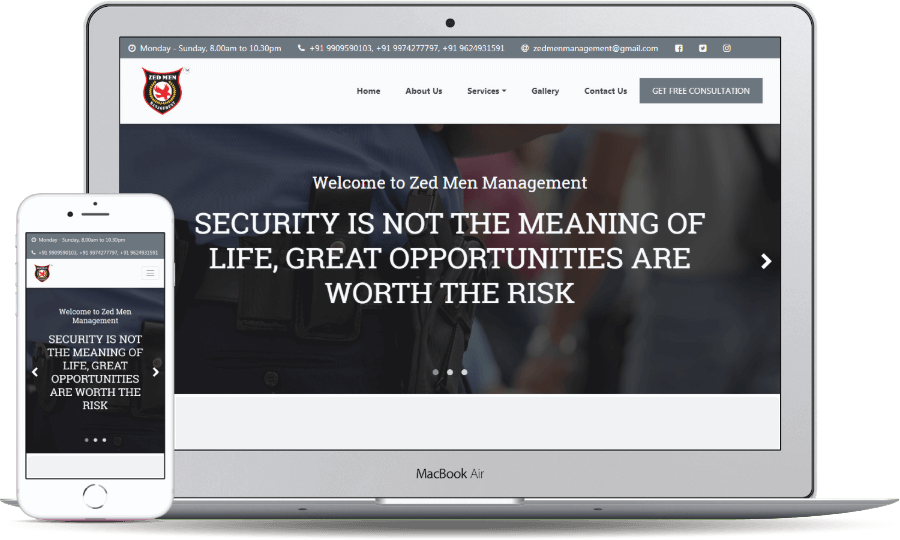 Monday - Sunday, 8.00am to 10.30pm +91 9909590103, +91 9974277797, +91 9624931591 zedmenmanagement@gmail.com
ZED MEN
MANAGEMENT
Home About Us Services Gallery Contact Us GET FREE CONSULTATION
Welcome to Zed Men Management
SECURITY IS NOT THE MEANING OF
LIFE, GREAT OPPORTUNITIES ARE
WORTH THE RISK
MacBook Air
Monday - Sunday, 8.00am to 10.30pm
+91 9909590103, +91 9974277797, +91 9624931591
Welcome to Zed Men
Management
SECURITY IS NOT
THE MEANING OF
LIFE, GREAT
OPPORTUNITIES
ARE WORTH THE
RISK